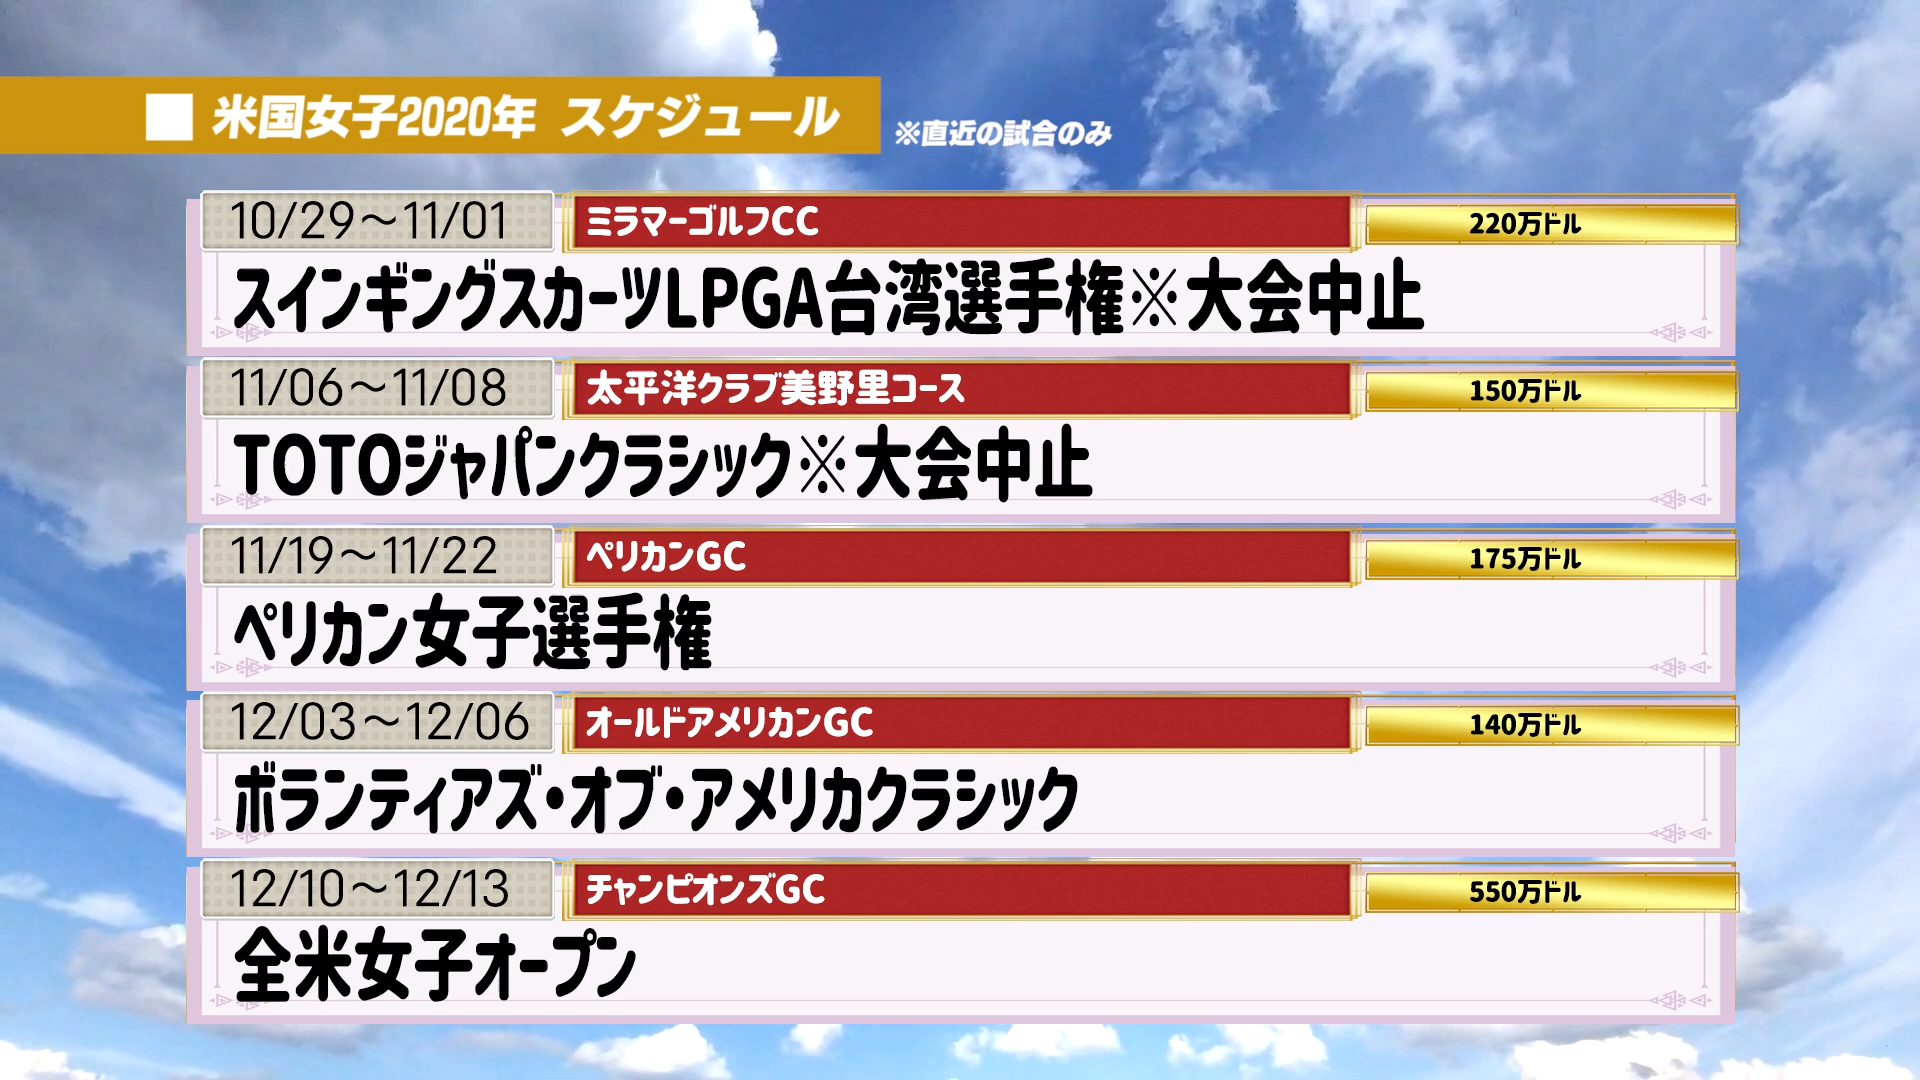 ■ 米国女子2020年 スケジュール
※直近の試合のみ
10/29～11/01 ミラマーゴルフCC 220万ドル
スインギングスカーツLPGA台湾選手権※大会中止
11/06～11/08 太平洋クラブ美野里コース 150万ドル
TOTOジャパンクラシック※大会中止
11/19～11/22 ペリカンGC 175万ドル
ペリカン女子選手権
12/03～12/06 オールドアメリカンGC 140万ドル
ボランティアズ・オブ・アメリカクラシック
12/10～12/13 チャンピオンズGC 550万ドル
全米女子オープン